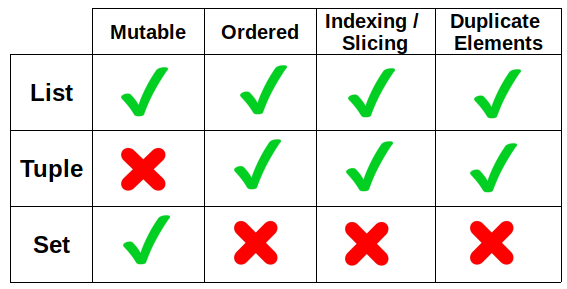 Mutable
Ordered
Indexing /
Slicing
Duplicate
Elements
List
Tuple
Set